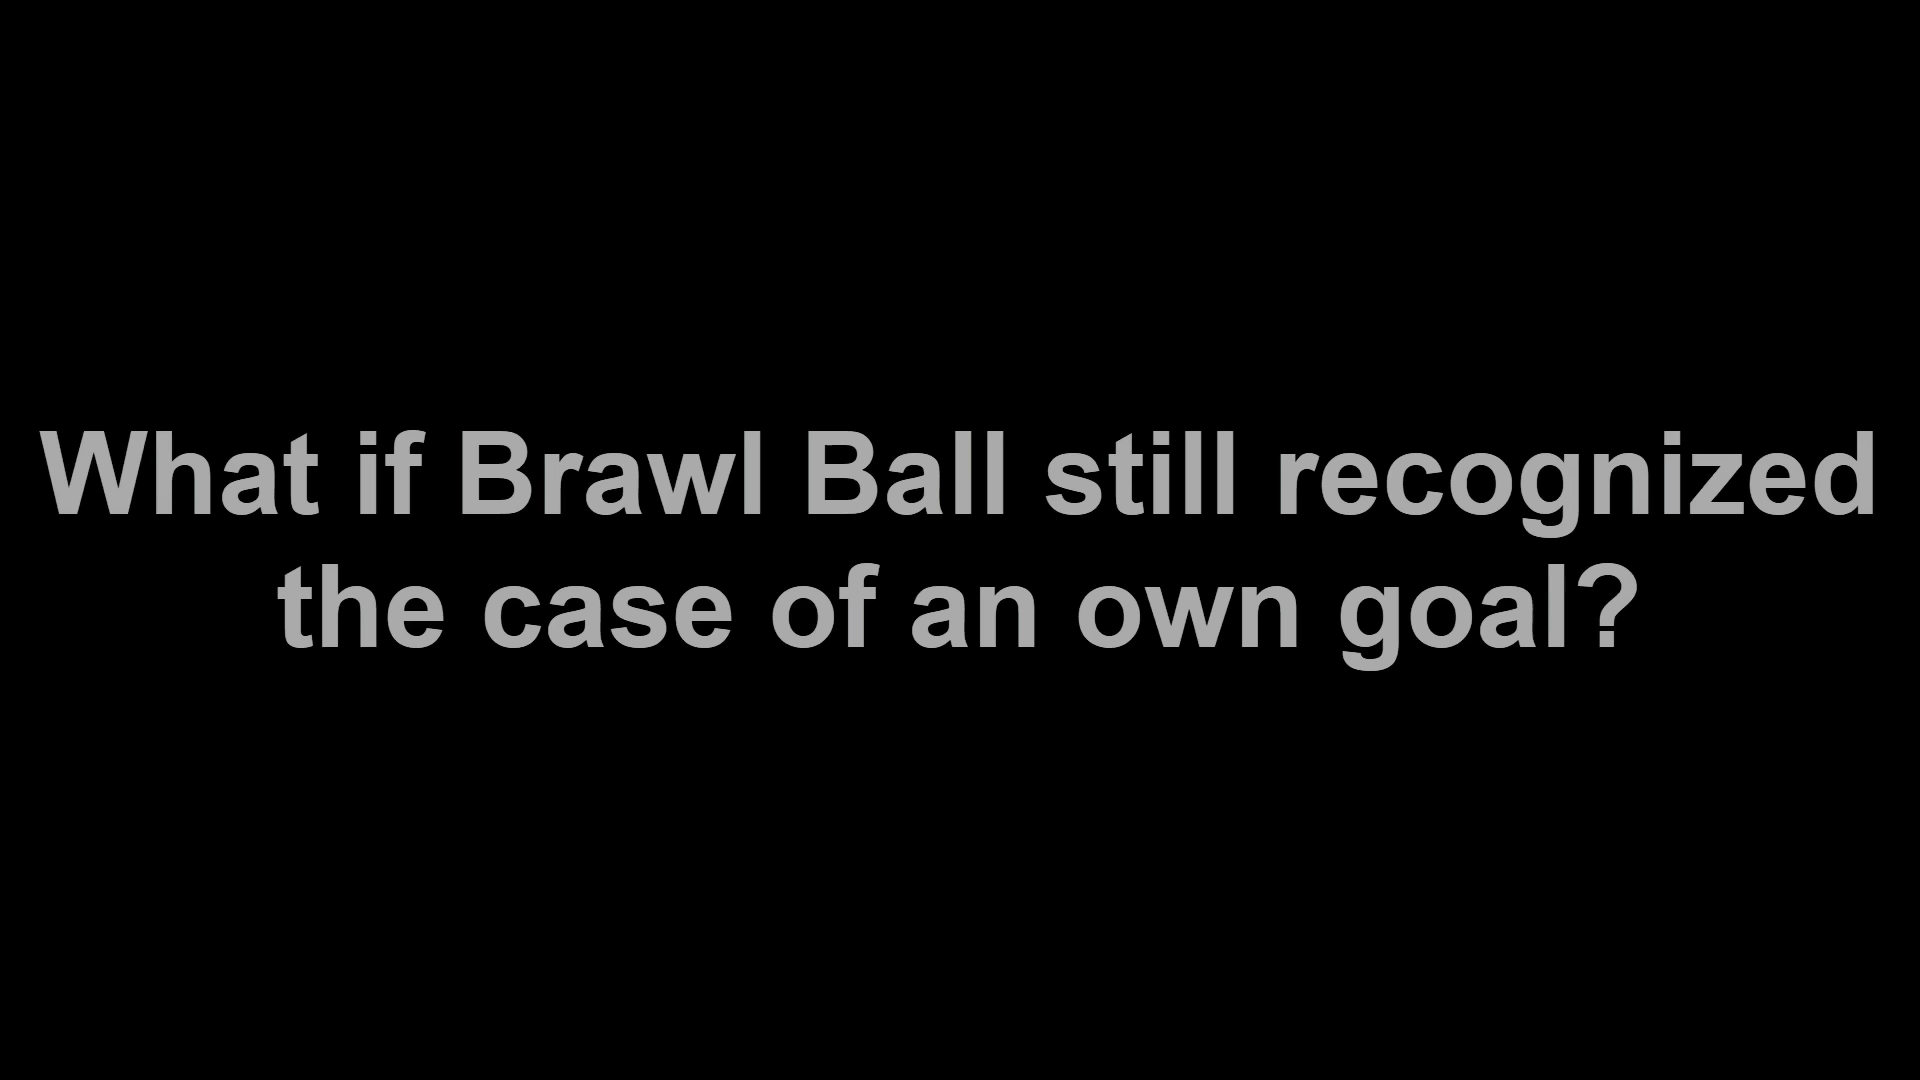 What if Brawl Ball still recognized
the case of an own goal?